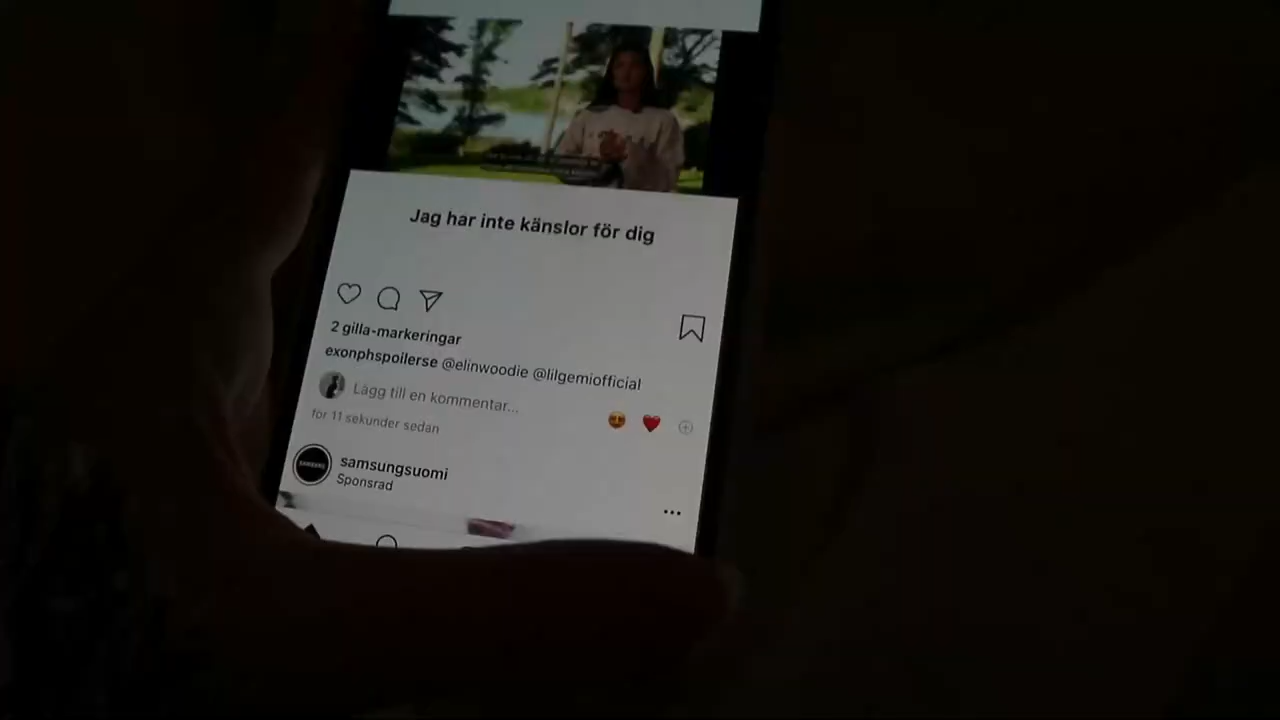 Jag har inte känslor för dig
2 gilla-markeringar
exonphspoilerse @elinwoodie @lilgemiofficial
Lägg till en kommentar...
för 11 sekunder sedan
SAMSUNG
samsungsuomi
Sponsrad